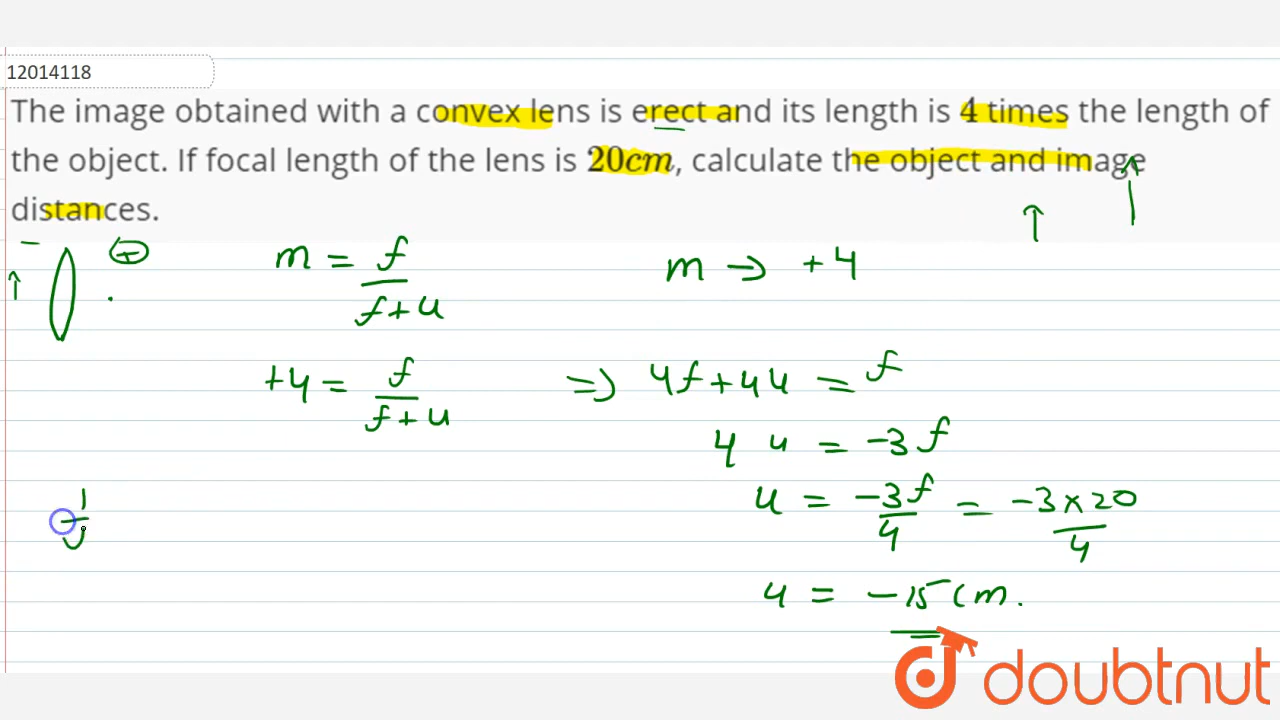 12014118
The image obtained with a convex lens is erect and its length is 4 times the length of
the object. If focal length of the lens is 20cm, calculate the object and image
distances.
− +
m = f / f+u
m → +4
+4 = f / f+u
⇒ 4f+4u = f
4 u = -3f
u = -3f / 4 = -3×20 / 4
u = -15 cm.
1 / v
doubtnut